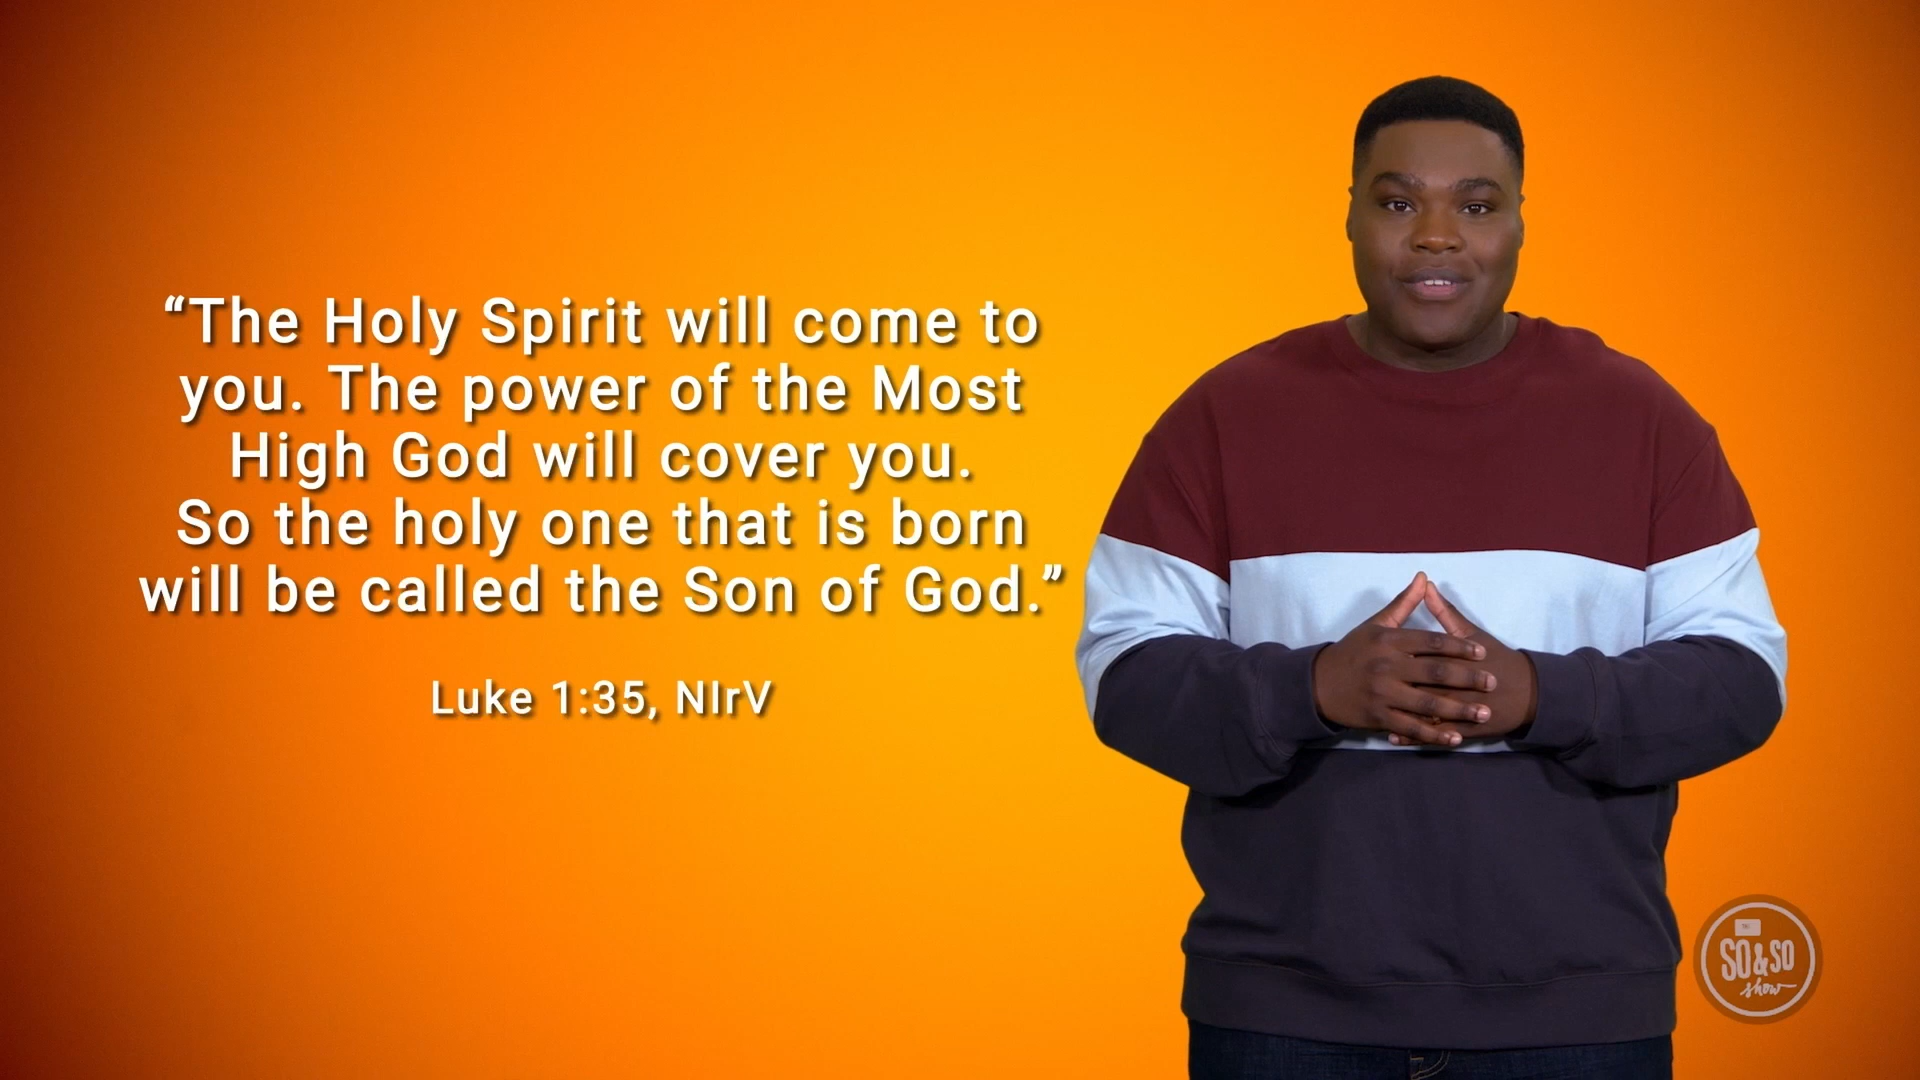 “The Holy Spirit will come to
you. The power of the Most
High God will cover you.
So the holy one that is born
will be called the Son of God.”
Luke 1:35, NIrV
SO&SO
show